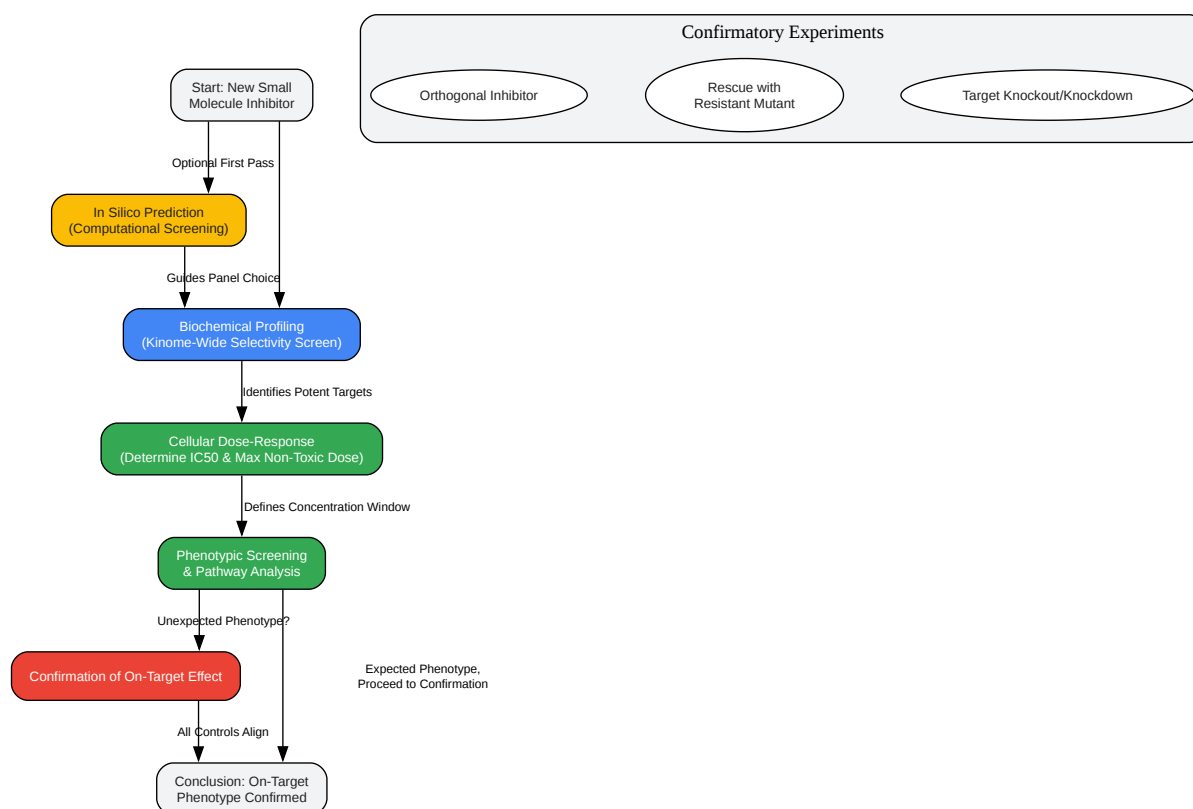 Confirmatory Experiments
Start: New Small
Molecule Inhibitor
Orthogonal Inhibitor
Rescue with
Resistant Mutant
Target Knockout/Knockdown
Optional First Pass
In Silico Prediction
(Computational Screening)
Guides Panel Choice
Biochemical Profiling
(Kinome-Wide Selectivity Screen)
Identifies Potent Targets
Cellular Dose-Response
(Determine IC50 & Max Non-Toxic Dose)
Defines Concentration Window
Phenotypic Screening
& Pathway Analysis
Unexpected Phenotype?
Confirmation of On-Target Effect
Expected Phenotype,
Proceed to Confirmation
All Controls Align
Conclusion: On-Target
Phenotype Confirmed